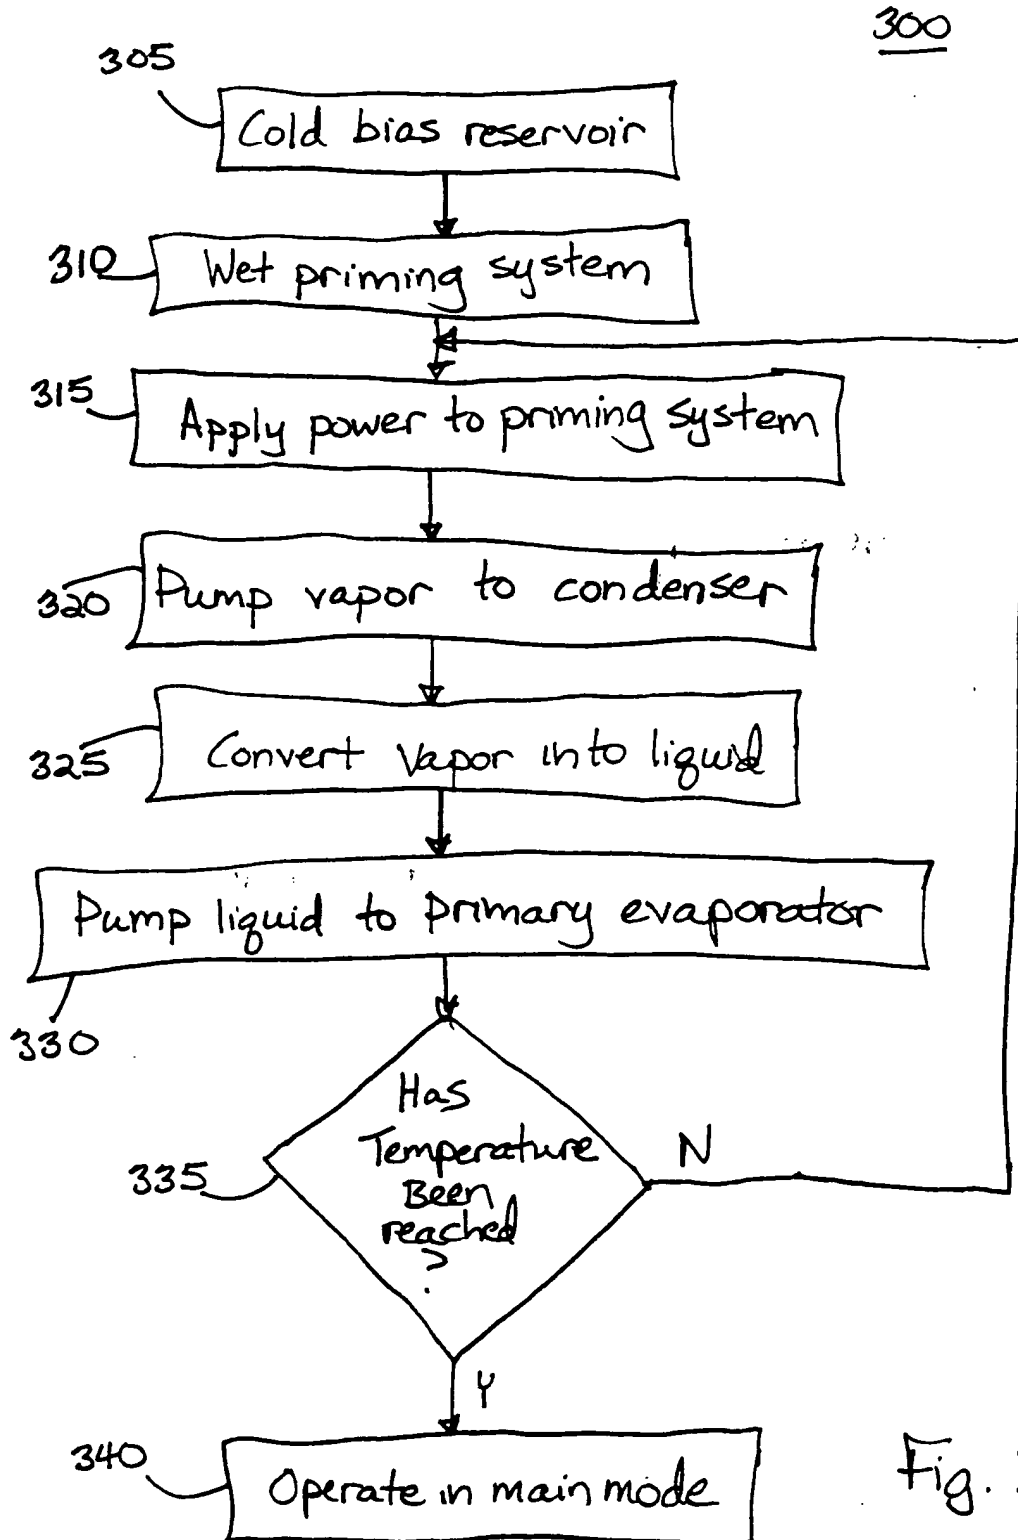 300
305
Cold bias reservoir
310
Wet priming system
315
Apply power to priming system
320
Pump vapor to condenser
325
Convert vapor into liquid
Pump liquid to primary evaporator
330
Has
Temperature
Been
reached
?
335
N
Y
340
Operate in main mode
Fig.